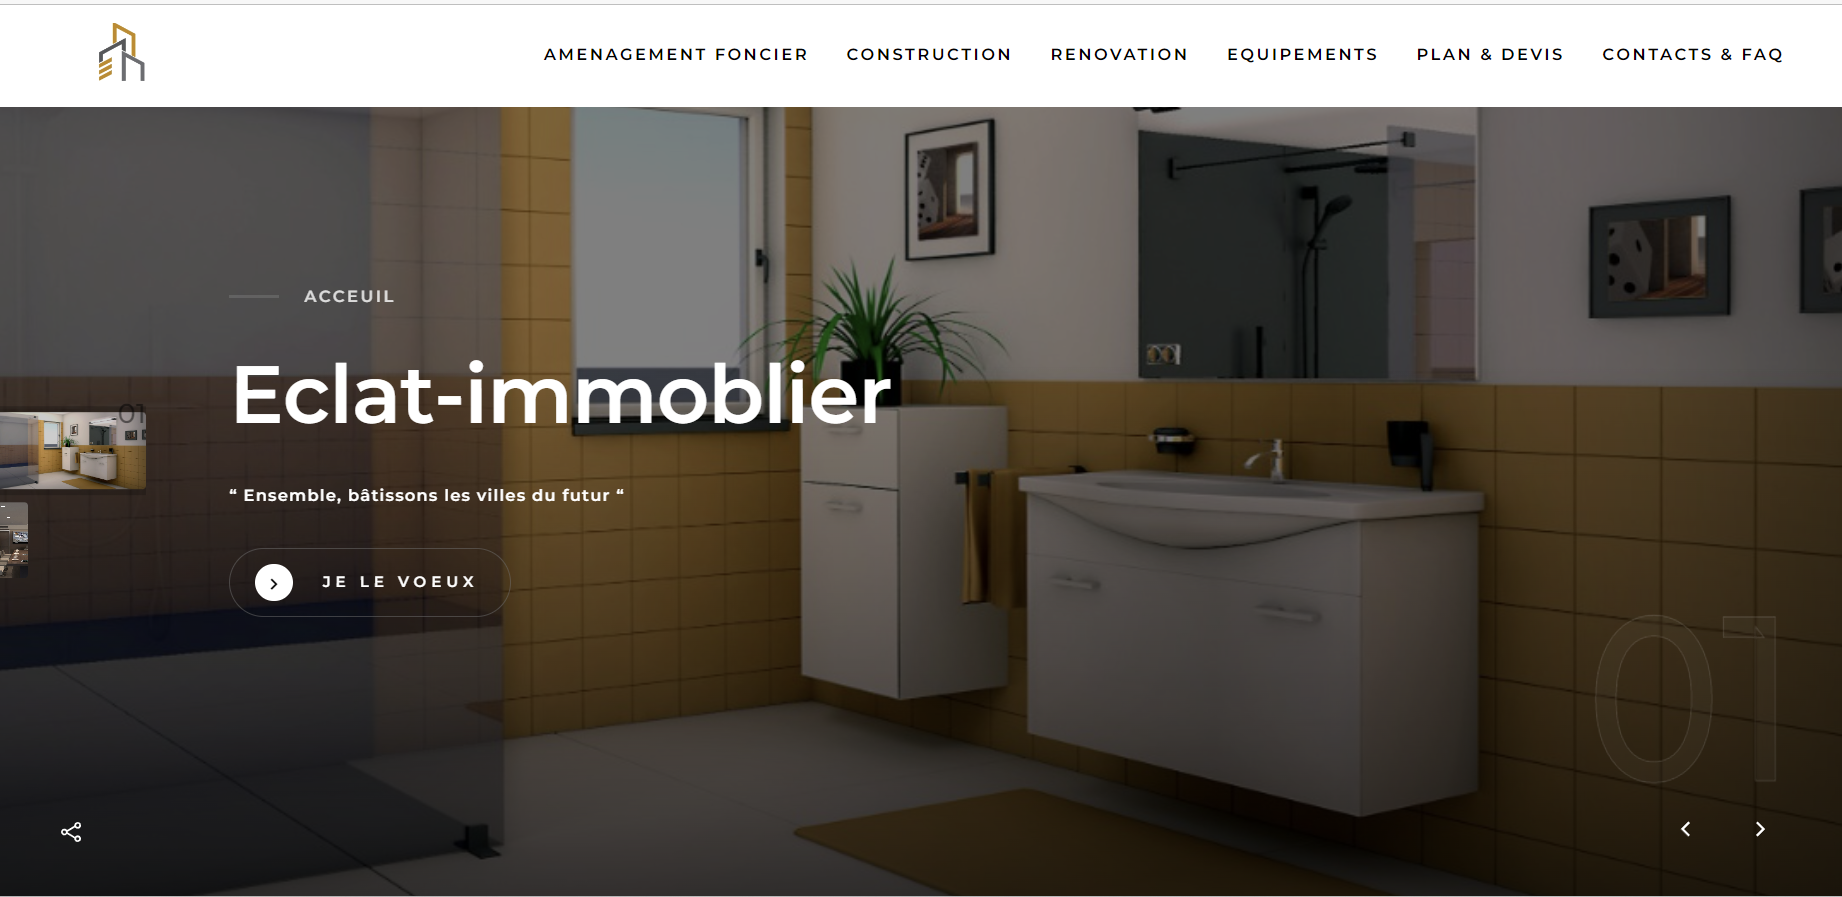 AMENAGEMENT FONCIER CONSTRUCTION RENOVATION EQUIPEMENTS PLAN & DEVIS CONTACTS & FAQ
ACCEUIL
Eclat-immoblier
01
“ Ensemble, bâtissons les villes du futur “
JE LE VOEUX
01